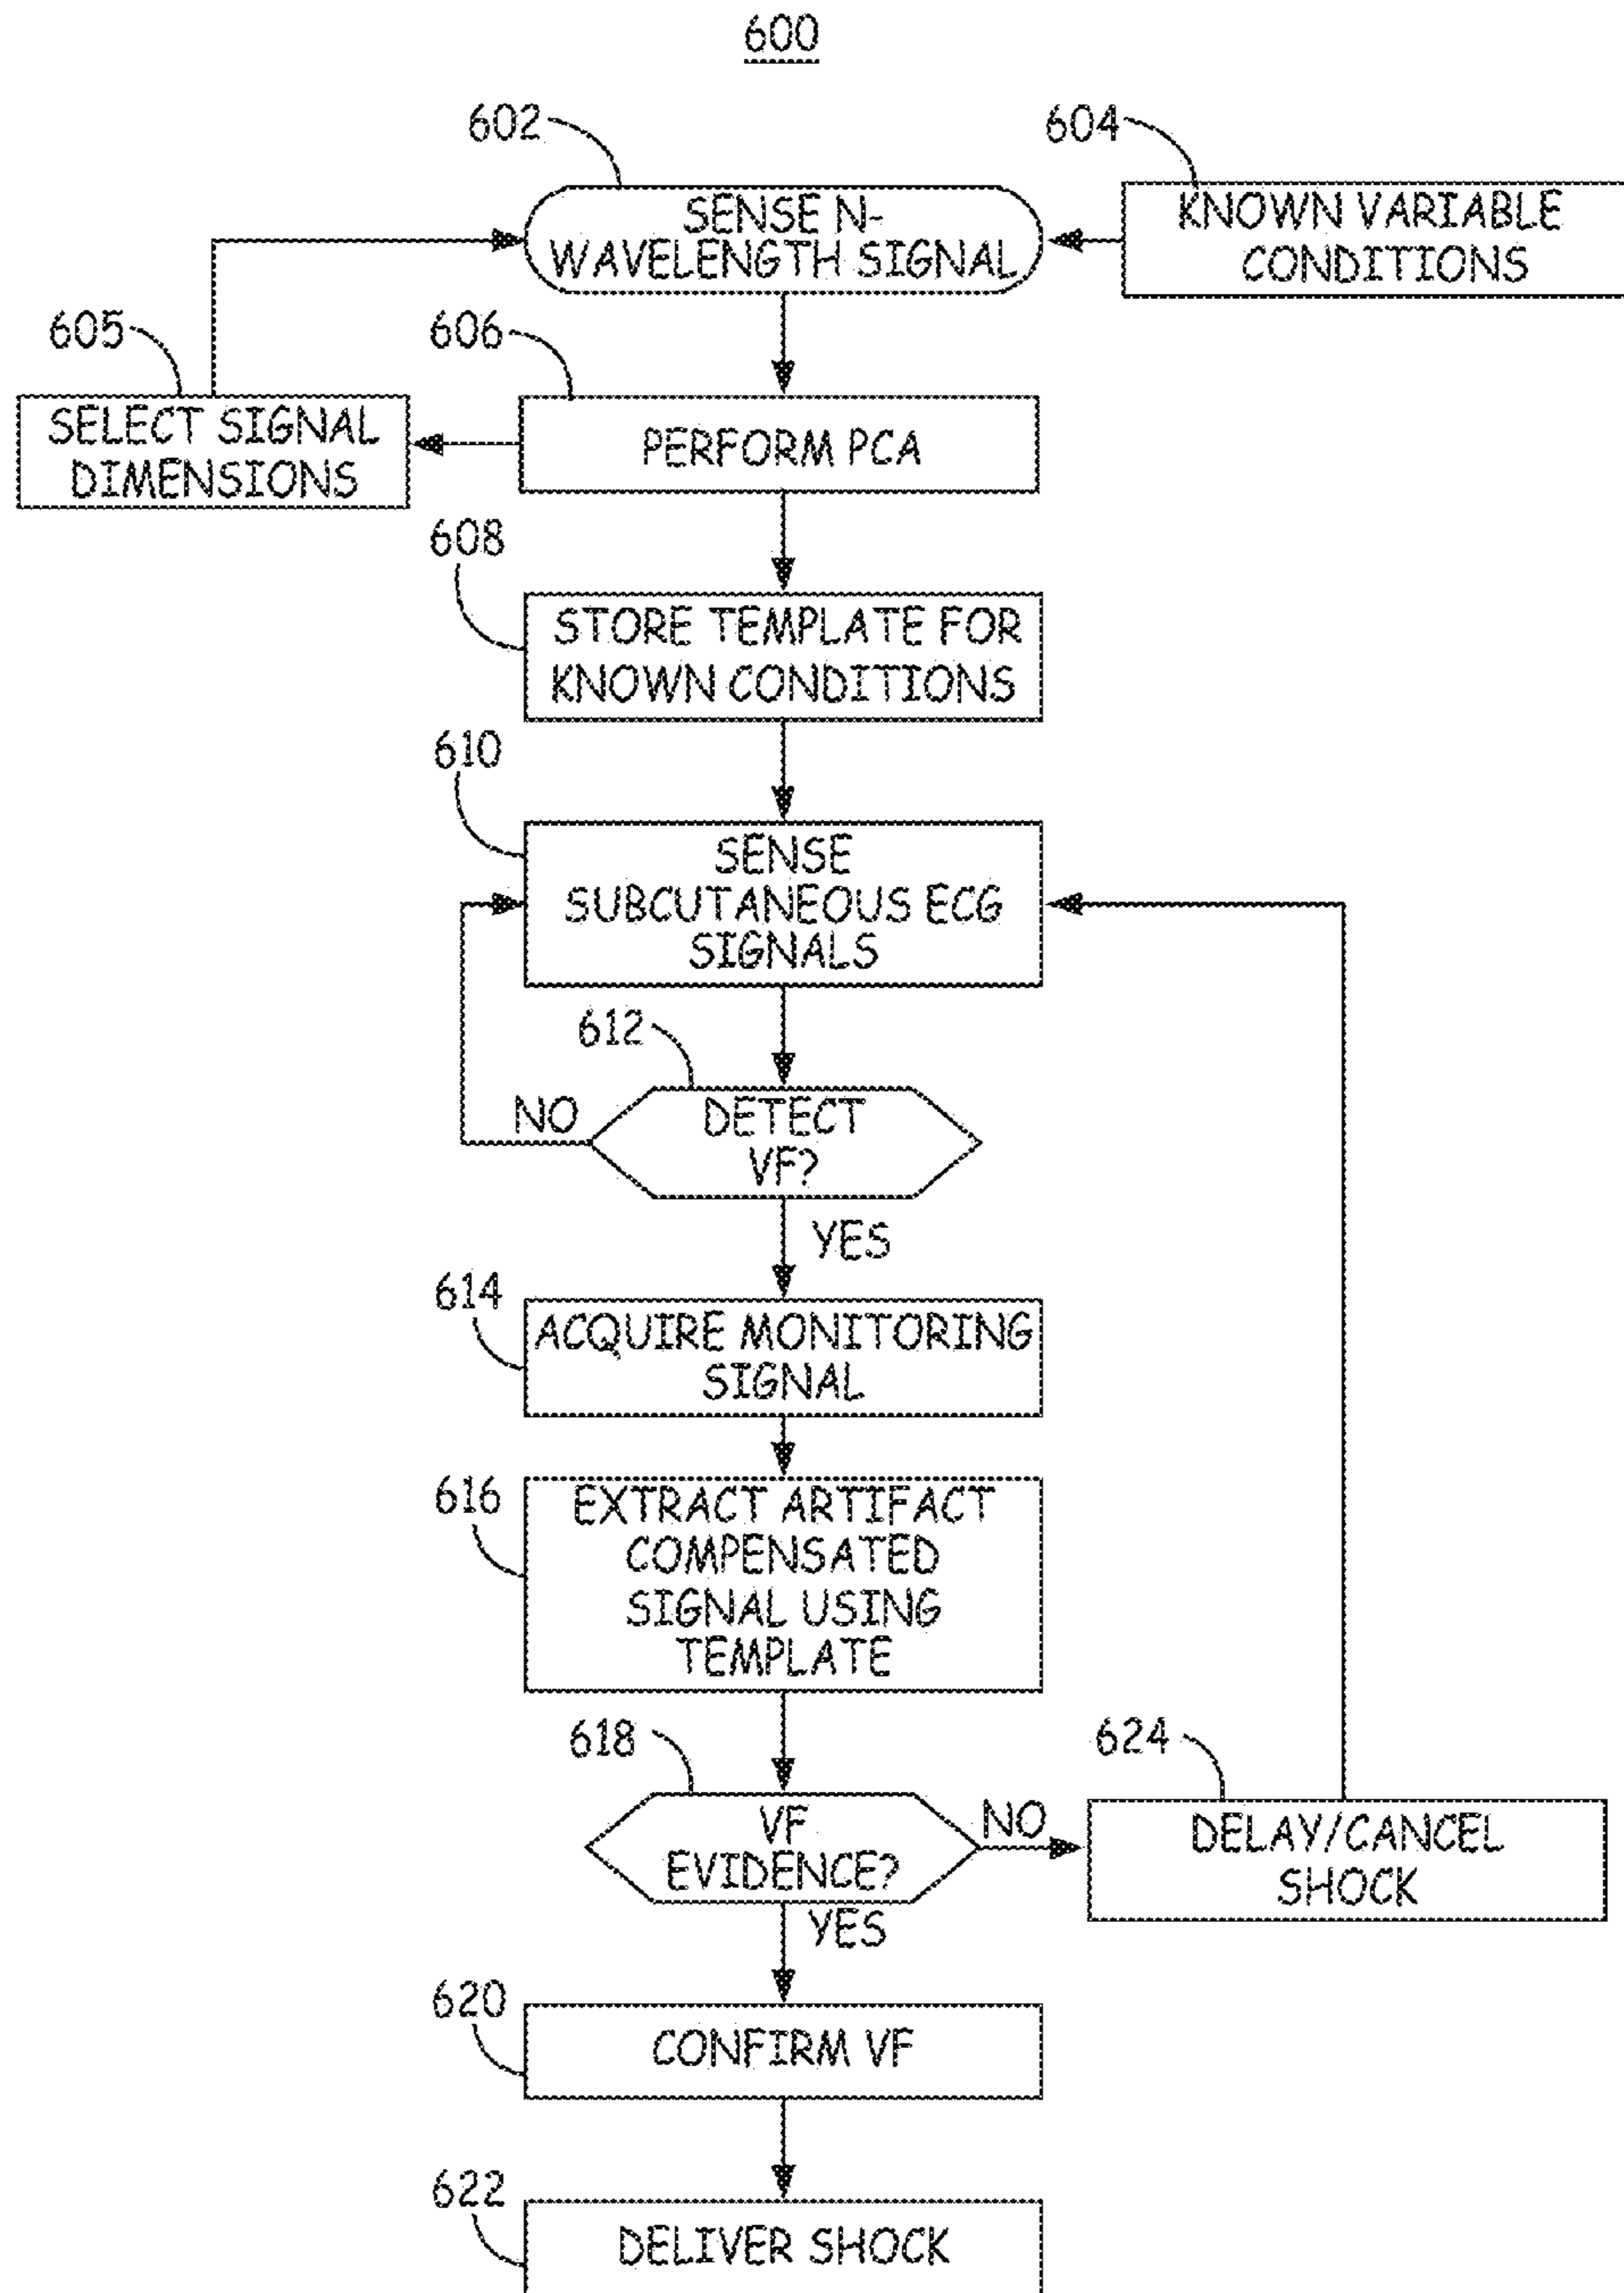 600
602
604
SENSE N-
WAVELENGTH SIGNAL
KNOWN VARIABLE
CONDITIONS
605
606
SELECT SIGNAL
DIMENSIONS
PERFORM PCA
608
STORE TEMPLATE FOR
KNOWN CONDITIONS
610
SENSE
SUBCUTANEOUS ECG
SIGNALS
612
NO
DETECT
VF?
YES
614
ACQUIRE MONITORING
SIGNAL
616
EXTRACT ARTIFACT
COMPENSATED
SIGNAL USING
TEMPLATE
618
624
VF
EVIDENCE?
NO
DELAY/CANCEL
SHOCK
YES
620
CONFIRM VF
622
DELIVER SHOCK